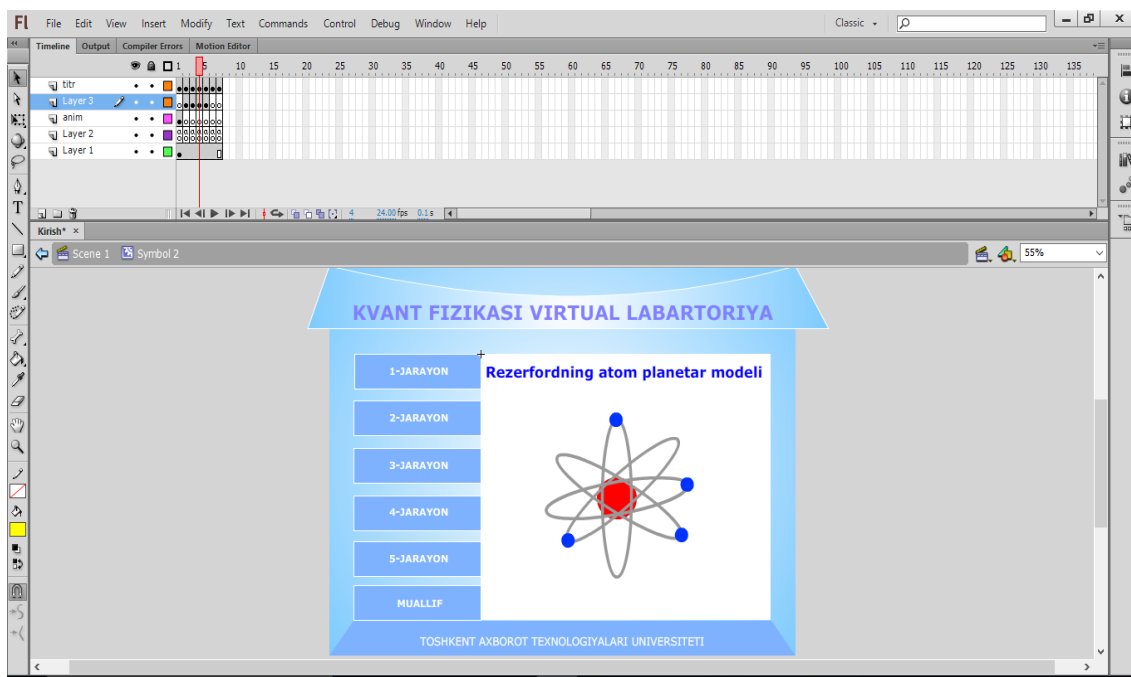 Fl File Edit View Insert Modify Text Commands Control Debug Window Help Classic
Timeline Output Compiler Errors Motion Editor
1 5 10 15 20 25 30 35 40 45 50 55 60 65 70 75 80 85 90 95 100 105 110 115 120 125 130 135
titr
Layer 3
anim
Layer 2
Layer 1
4 24.00 fps 0.1 s
Kirish* ×
Scene 1 Symbol 2 55%
KVANT FIZIKASI VIRTUAL LABARTORIYA
1-JARAYON
Rezerfordning atom planetar modeli
2-JARAYON
3-JARAYON
4-JARAYON
5-JARAYON
MUALLIF
TOSHKENT AXBOROT TEXNOLOGIYALARI UNIVERSITETI